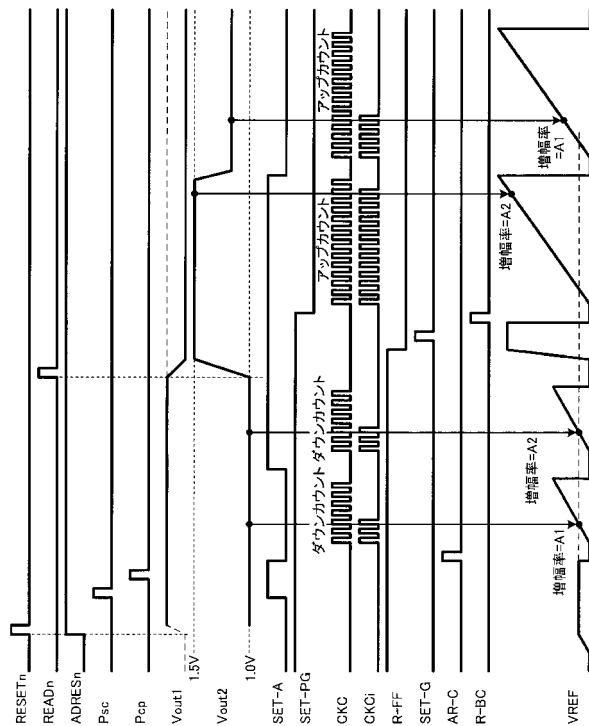 RESETn
READn
ADRESn
Psc
Pcp
Vout1
1.5V
Vout2
1.0V
SET-A
SET-PG
ダウンカウント
ダウンカウント
アップカウント
アップカウント
CKC
CKCi
R-FF
SET-G
AR-C
R-BC
増幅率=A1
増幅率=A2
増幅率=A2
増幅率
=A1
VREF